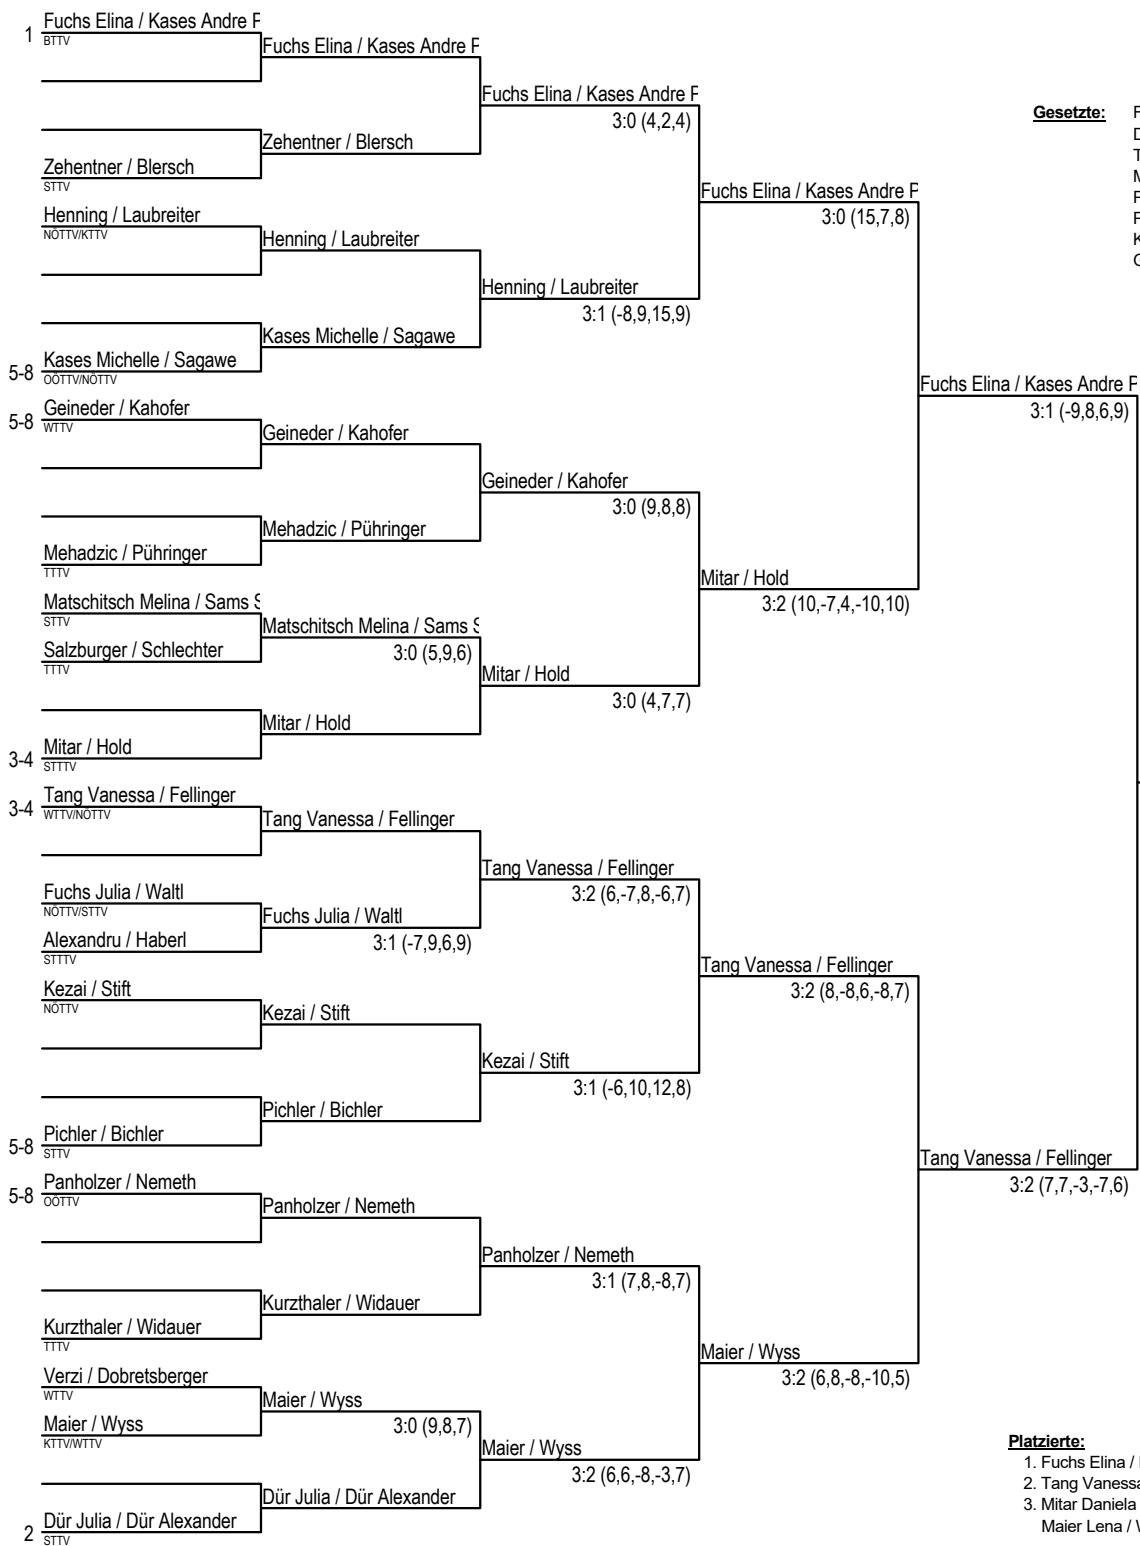 Fuchs Elina / Kases Andre P
1
BTTV
Fuchs Elina / Kases Andre P
Fuchs Elina / Kases Andre P
3:0 (4,2,4)
Zehentner / Blersch
Zehentner / Blersch
STTV
Fuchs Elina / Kases Andre P
3:0 (15,7,8)
Henning / Laubreiter
NÖTTV/KTTV
Henning / Laubreiter
Henning / Laubreiter
3:1 (-8,9,15,9)
Kases Michelle / Sagawe
5-8 Kases Michelle / Sagawe
OÖTTV/NÖTTV
Fuchs Elina / Kases Andre P
3:1 (-9,8,6,9)
5-8 Geineder / Kahofer
WTTV
Geineder / Kahofer
Geineder / Kahofer
3:0 (9,8,8)
Mehadzic / Pühringer
Mehadzic / Pühringer
TTTV
Mitar / Hold
3:2 (10,-7,4,-10,10)
Matschitsch Melina / Sams S
STTV
Matschitsch Melina / Sams S
3:0 (5,9,6)
Salzburger / Schlechter
TTTV
Mitar / Hold
3:0 (4,7,7)
Mitar / Hold
3-4 Mitar / Hold
STTTV
3-4 Tang Vanessa / Fellinger
WTTV/NÖTTV
Tang Vanessa / Fellinger
Tang Vanessa / Fellinger
3:2 (6,-7,8,-6,7)
Fuchs Julia / Waltl
NÖTTV/STTV
Fuchs Julia / Waltl
3:1 (-7,9,6,9)
Alexandru / Haberl
STTTV
Tang Vanessa / Fellinger
3:2 (8,-8,6,-8,7)
Kezai / Stift
NÖTTV
Kezai / Stift
Kezai / Stift
3:1 (-6,10,12,8)
Pichler / Bichler
5-8 Pichler / Bichler
STTV
Tang Vanessa / Fellinger
3:2 (7,7,-3,-7,6)
5-8 Panholzer / Nemeth
OÖTTV
Panholzer / Nemeth
Panholzer / Nemeth
3:1 (7,8,-8,7)
Kurzthaler / Widauer
Kurzthaler / Widauer
TTTV
Maier / Wyss
3:2 (6,8,-8,-10,5)
Verzi / Dobretsberger
WTTV
Maier / Wyss
3:0 (9,8,7)
Maier / Wyss
KTTV/WTTV
Maier / Wyss
3:2 (6,6,-8,-3,7)
Dür Julia / Dür Alexander
2 Dür Julia / Dür Alexander
STTV
Gesetzte:
Platzierte:
1. Fuchs Elina /
2. Tang Vanessa
3. Mitar Daniela
Maier Lena /